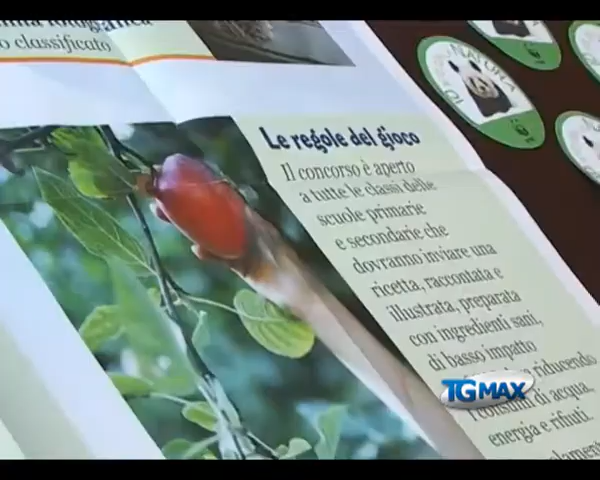 o classificato
Le regole del gioco
Il concorso è aperto
a tutte le classi delle
scuole primarie
e secondarie che
dovranno inviare una
ricetta, raccontata e
illustrata, preparata
con ingredienti sani,
di basso impatto
riducendo
i consumi di acqua,
energia e rifiuti.
TGMAX
NATURA